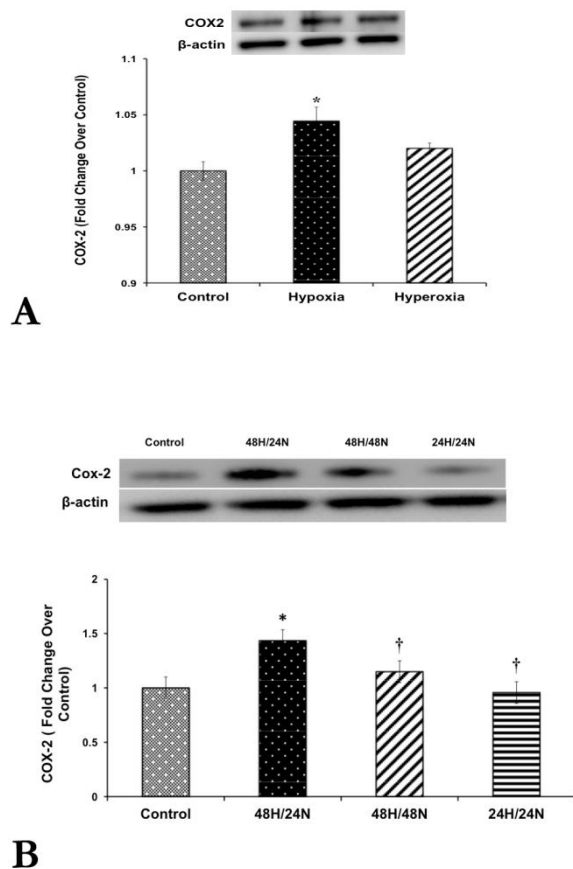 COX2
β-actin
COX-2 (Fold Change Over Control)
1.1
1.05
1
0.95
0.9
*
Control Hypoxia Hyperoxia
A
Control 48H/24N 48H/48N 24H/24N
Cox-2
β-actin
COX-2 ( Fold Change Over
Control)
2
1.5
1
0.5
0
* † †
Control 48H/24N 48H/48N 24H/24N
B